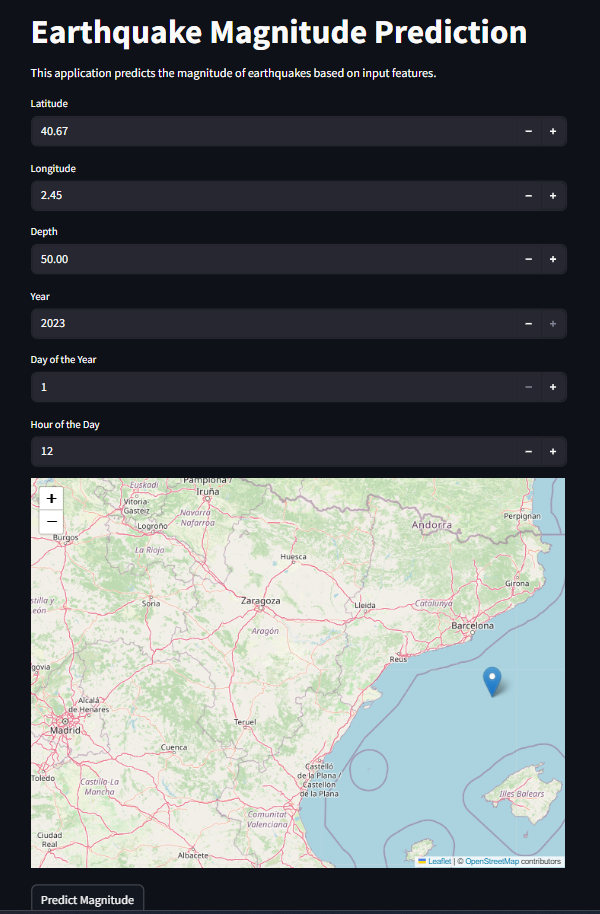 Earthquake Magnitude Prediction
This application predicts the magnitude of earthquakes based on input features.
Latitude
40.67 − +
Longitude
2.45 − +
Depth
50.00 − +
Year
2023 − +
Day of the Year
1 − +
Hour of the Day
12 − +
+
−
Euskadi
Pamplona /
Iruña
Vitoria-
Gasteiz
Navarra
- Nafarroa
Logroño
Burgos
La Rioja
Andorra
Perpignan
Huesca
Girona
Soria
Zaragoza
Lleida
Catalunya
stilla y
eón
Barcelona
Aragón
Reus
govia
Alcalá
de Henares
Madrid
Teruel
Cuenca
Toledo
Castilla-La
Mancha
Castelló
de la Plana /
Castellón
de la Plana
Illes Balears
Comunitat
Valenciana
Ciudad
Real
Albacete
Leaflet | © OpenStreetMap contributors
Predict Magnitude